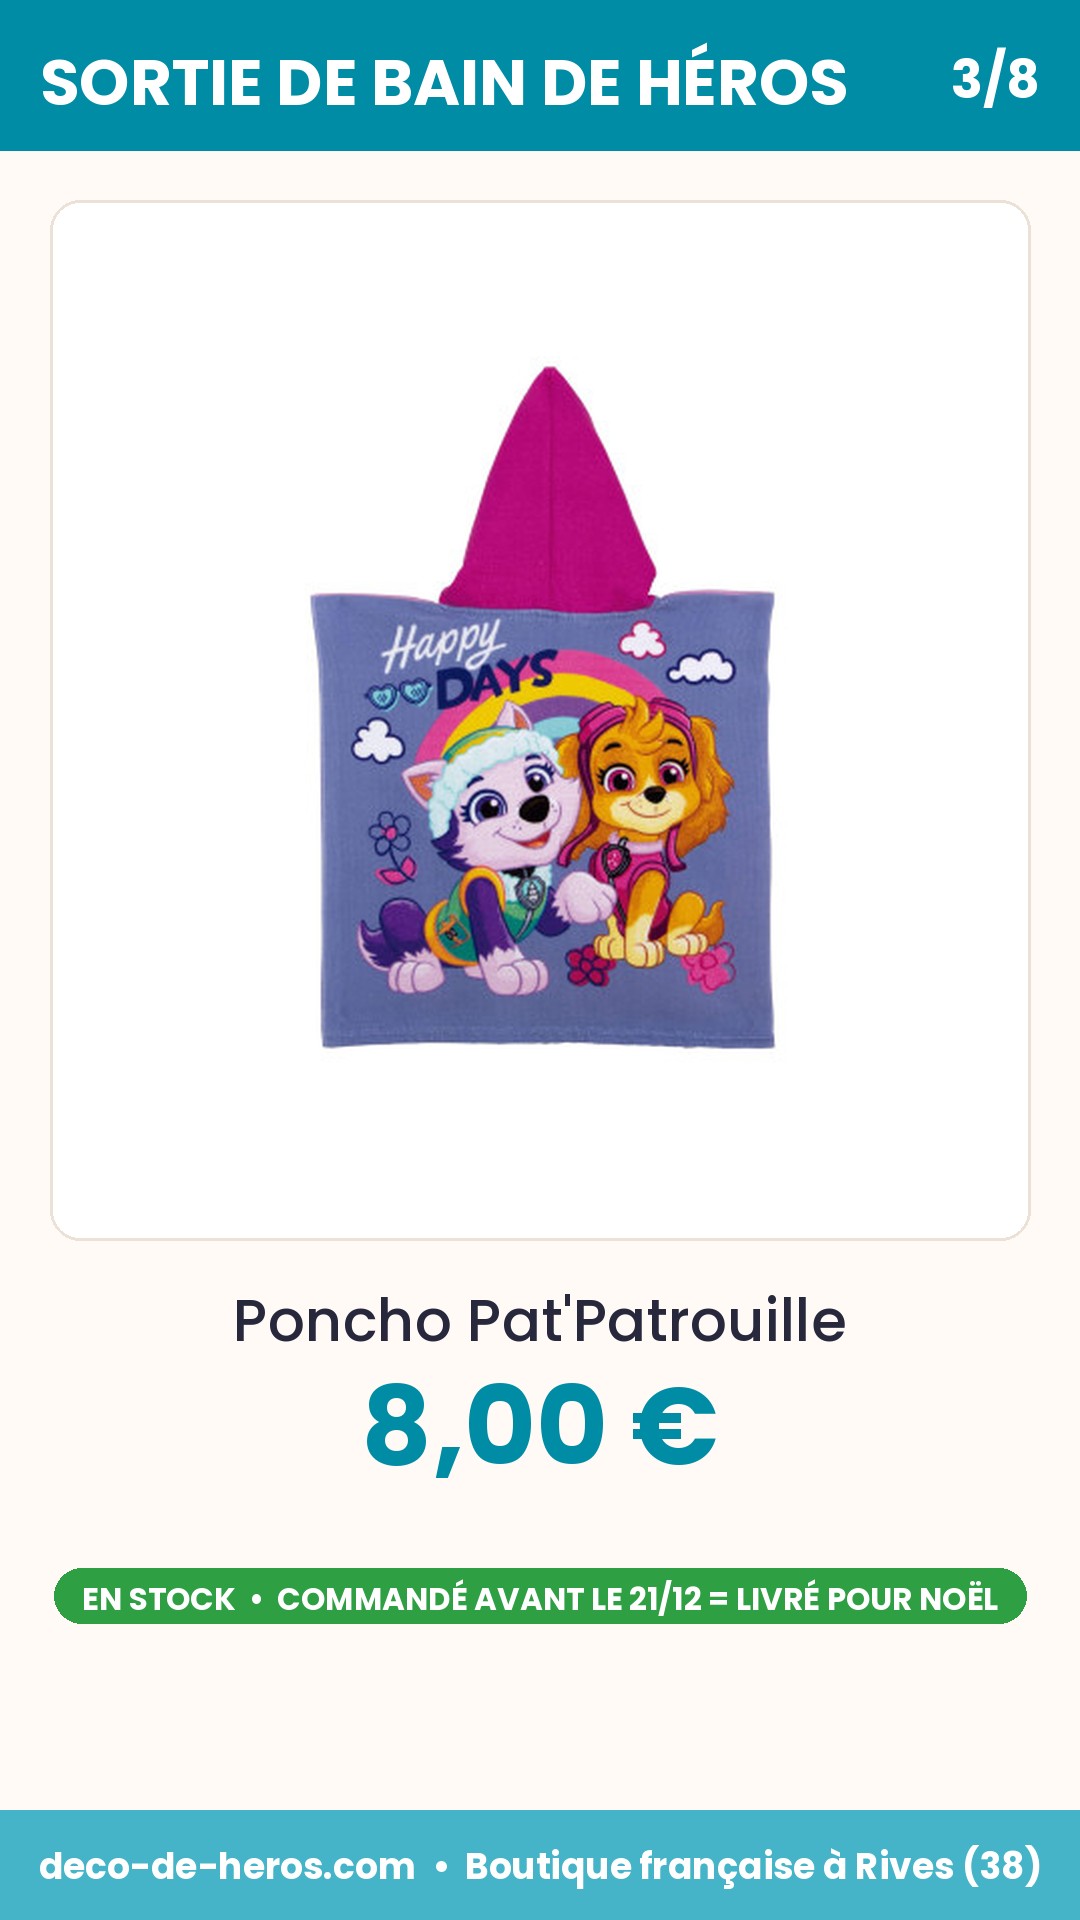 SORTIE DE BAIN DE HÉROS 3/8
Happy
DAYS
Poncho Pat'Patrouille
8,00 €
EN STOCK • COMMANDÉ AVANT LE 21/12 = LIVRÉ POUR NOËL
deco-de-heros.com • Boutique française à Rives (38)